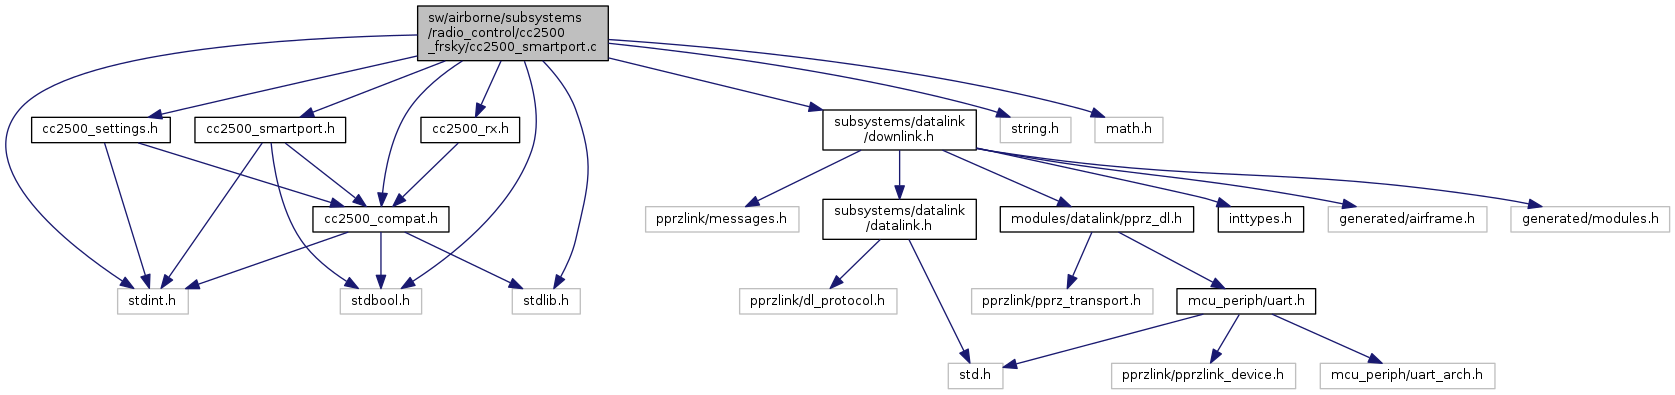 sw/airborne/subsystems
/radio_control/cc2500
_frsky/cc2500_smartport.c
cc2500_settings.h
cc2500_smartport.h
cc2500_rx.h
subsystems/datalink
/downlink.h
string.h
math.h
cc2500_compat.h
pprzlink/messages.h
subsystems/datalink
/datalink.h
modules/datalink/pprz_dl.h
inttypes.h
generated/airframe.h
generated/modules.h
stdint.h
stdbool.h
stdlib.h
pprzlink/dl_protocol.h
pprzlink/pprz_transport.h
mcu_periph/uart.h
std.h
pprzlink/pprzlink_device.h
mcu_periph/uart_arch.h